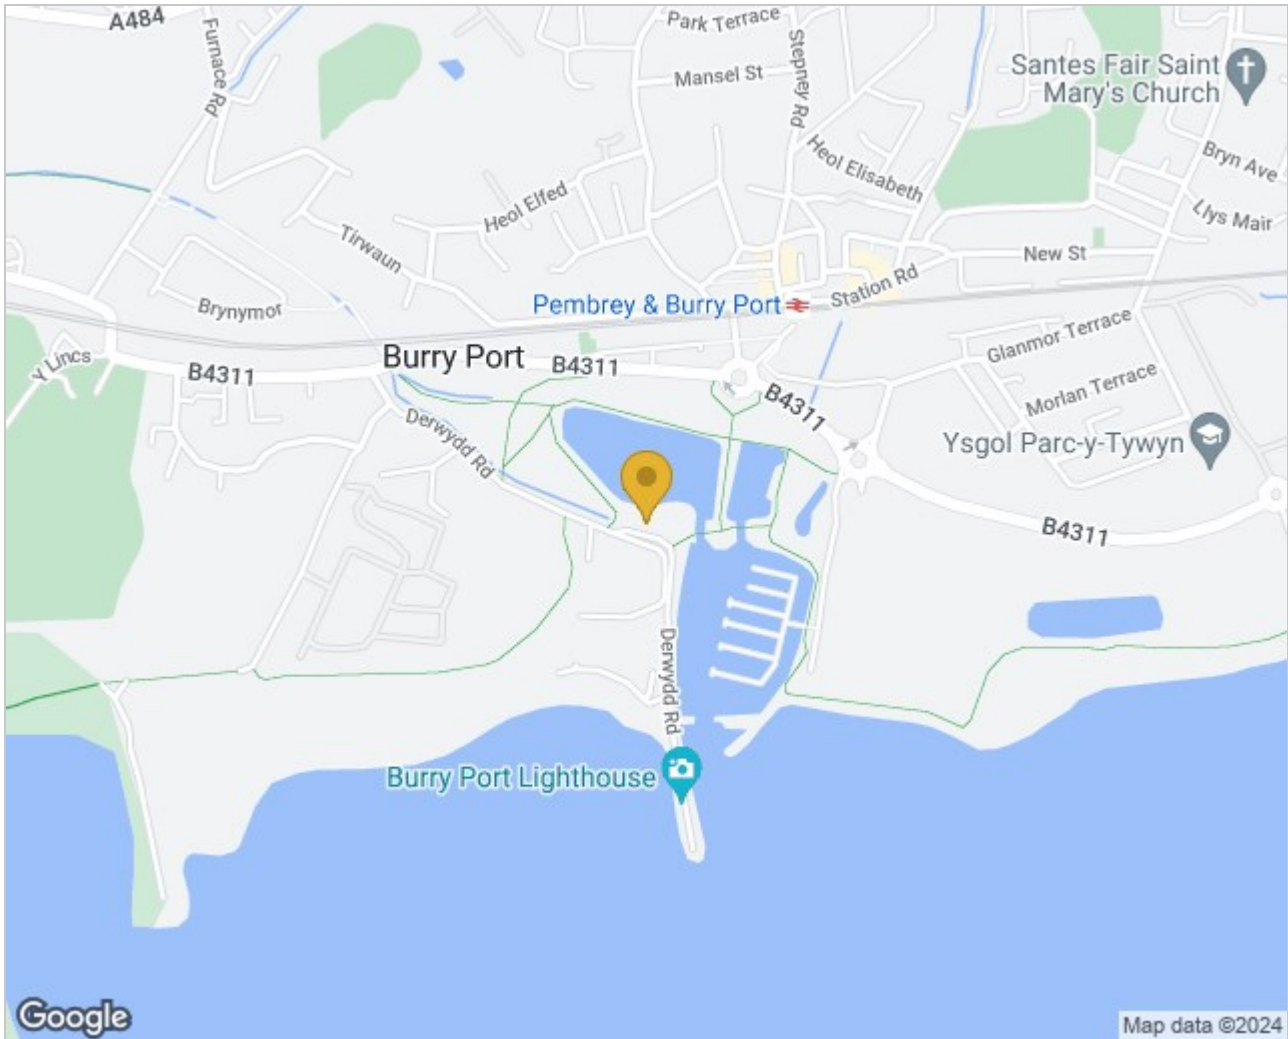 A484
Furnace Rd
Park Terrace
Mansel St
Stepney Rd
Santes Fair Saint
Mary's Church
Heol Elisabeth
Bryn Ave
Heol Elfed
Llys Mair
Tirwaun
New St
Station Rd
Brynymor
Pembrey & Burry Port
Glanmor Terrace
Y Lincs
B4311
Burry Port
B4311
B4311
Morlan Terrace
Derwydd Rd
Ysgol Parc-y-Tywyn
B4311
Derwydd Rd
Burry Port Lighthouse
Google
Map data ©2024